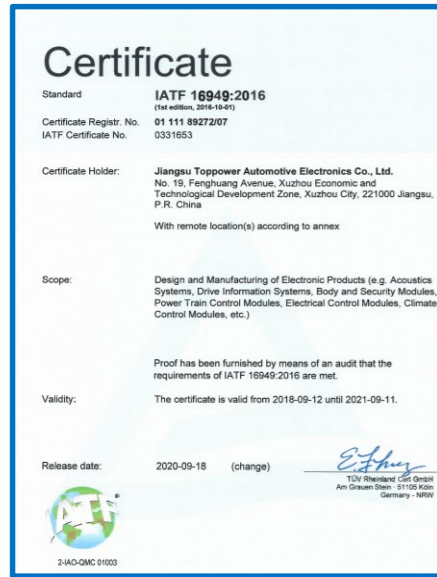 Certificate
Standard IATF 16949:2016
(1st edition, 2016-10-01)
Certificate Registr. No. 01 111 89272/07
IATF Certificate No. 0331653
Certificate Holder: Jiangsu Toppower Automotive Electronics Co., Ltd.
No. 19, Fenghuang Avenue, Xuzhou Economic and
Technological Development Zone, Xuzhou City, 221000 Jiangsu,
P.R. China
With remote location(s) according to annex
Scope: Design and Manufacturing of Electronic Products (e.g. Acoustics
Systems, Drive Information Systems, Body and Security Modules,
Power Train Control Modules, Electrical Control Modules, Climate
Control Modules, etc.)
Proof has been furnished by means of an audit that the
requirements of IATF 16949:2016 are met.
Validity: The certificate is valid from 2018-09-12 until 2021-09-11.
Release date: 2020-09-18 (change)
TÜV Rheinland Cert GmbH
Am Grauen Stein · 51105 Köln
Germany - NRW
IATF
2-IAO-QMC 01003